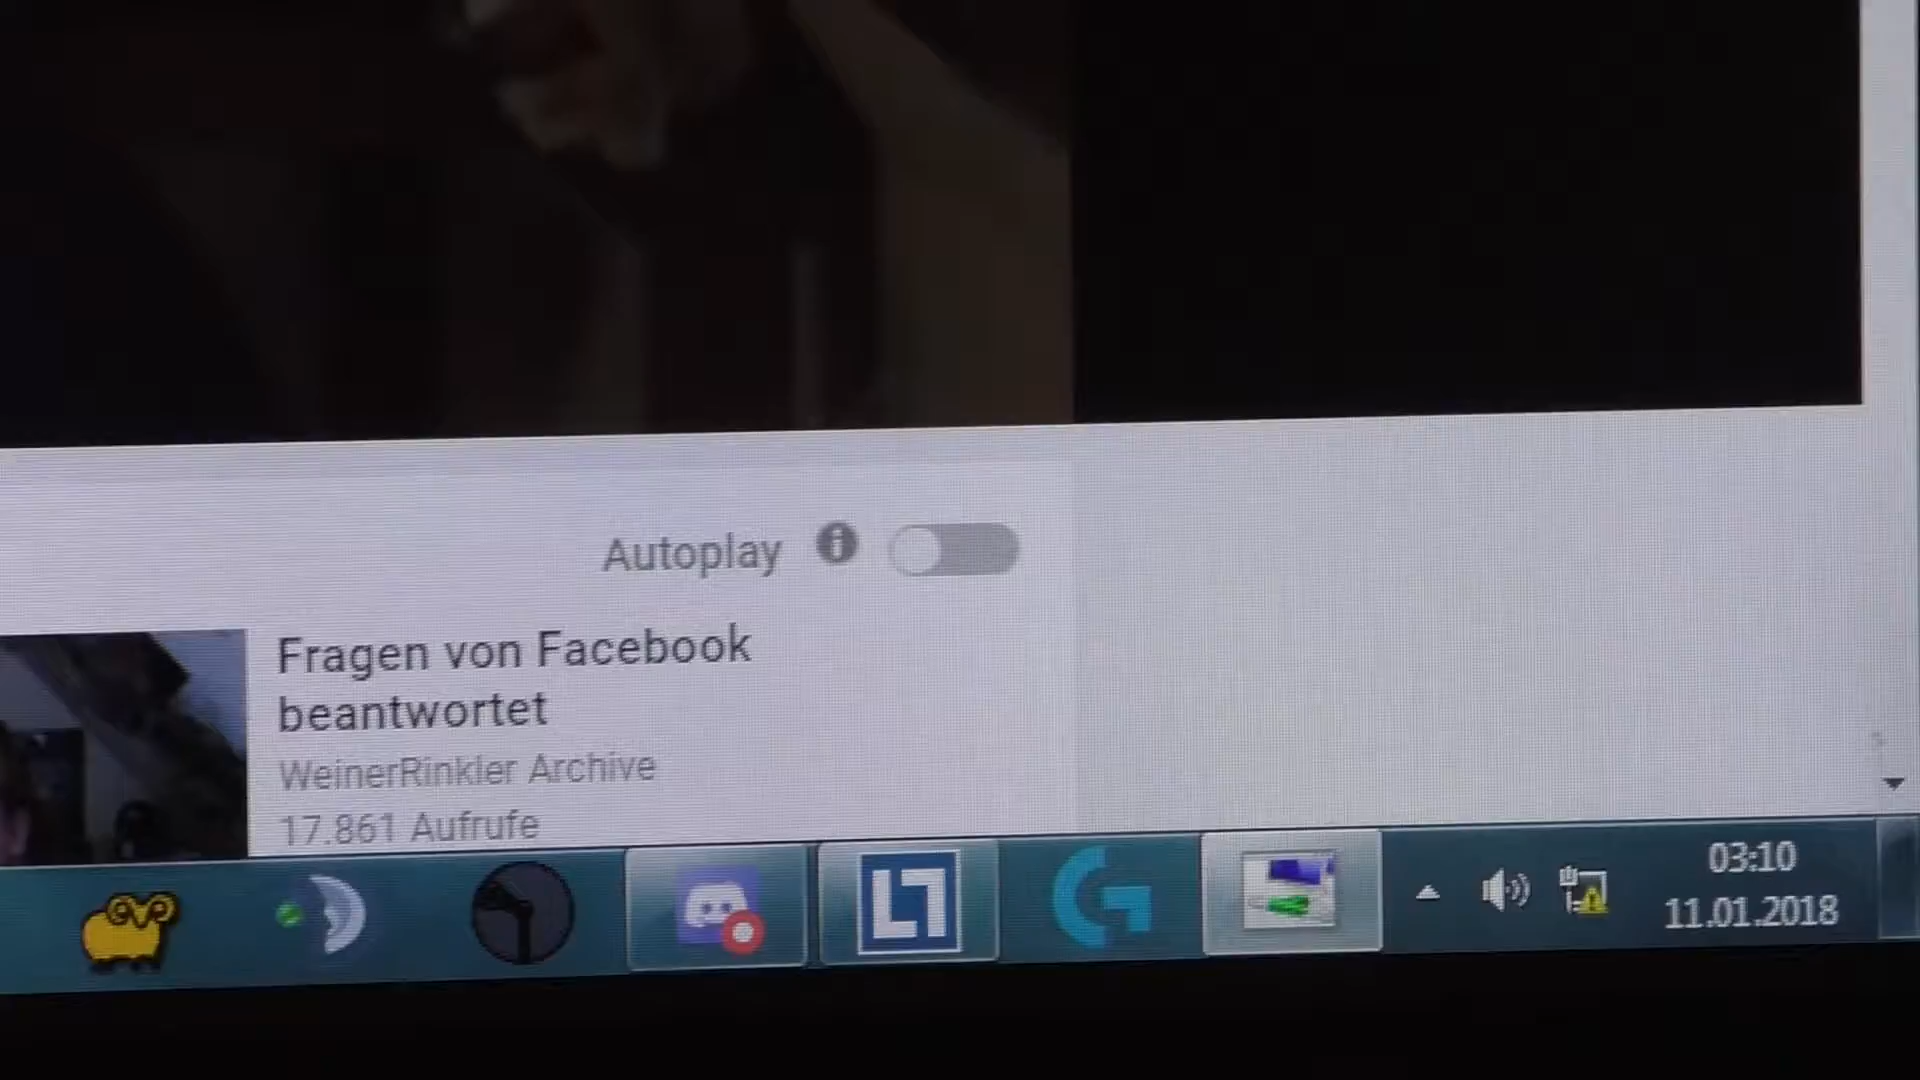 Autoplay
Fragen von Facebook
beantwortet
WeinerRinkler Archive
17.861 Aufrufe
03:10
11.01.2018